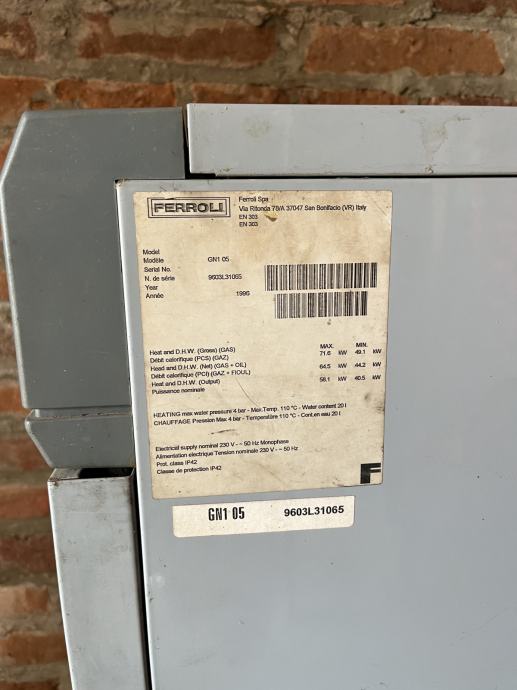 FERROLI
Ferroli Spa
Via Ritonda 78/A 37047 San Bonifacio (VR) Italy
EN 303
EN 303
Model
Modèle GN1 05
Serial No.
N. de série 9603L31065
Year
Année 1996
MAX. MIN.
Heat and D.H.W. (Gross) (GAS) 71.6 kW 49.1 kW
Débit calorifique (PCS) (GAZ)
Head and D.H.W. (Net) (GAS + OIL) 64.5 kW 44.2 kW
Débit calorifique (PCI) (GAZ + FIOUL)
Heat and D.H.W. (Output) 58.1 kW 40.5 kW
Puissance nominale
HEATING max water pressure 4 bar - Max.Temp. 110 °C - Water content 20 l
CHAUFFAGE Pression Max 4 bar - Température 110 °C - Cont.en eau 20 l
Electrical supply nominal 230 V - ~ 50 Hz Monophase
Alimentation electrique Tension nominale 230 V - ~ 50 Hz
Prot. class IP42
Classe de protection IP42
F
GN1 05 9603L31065